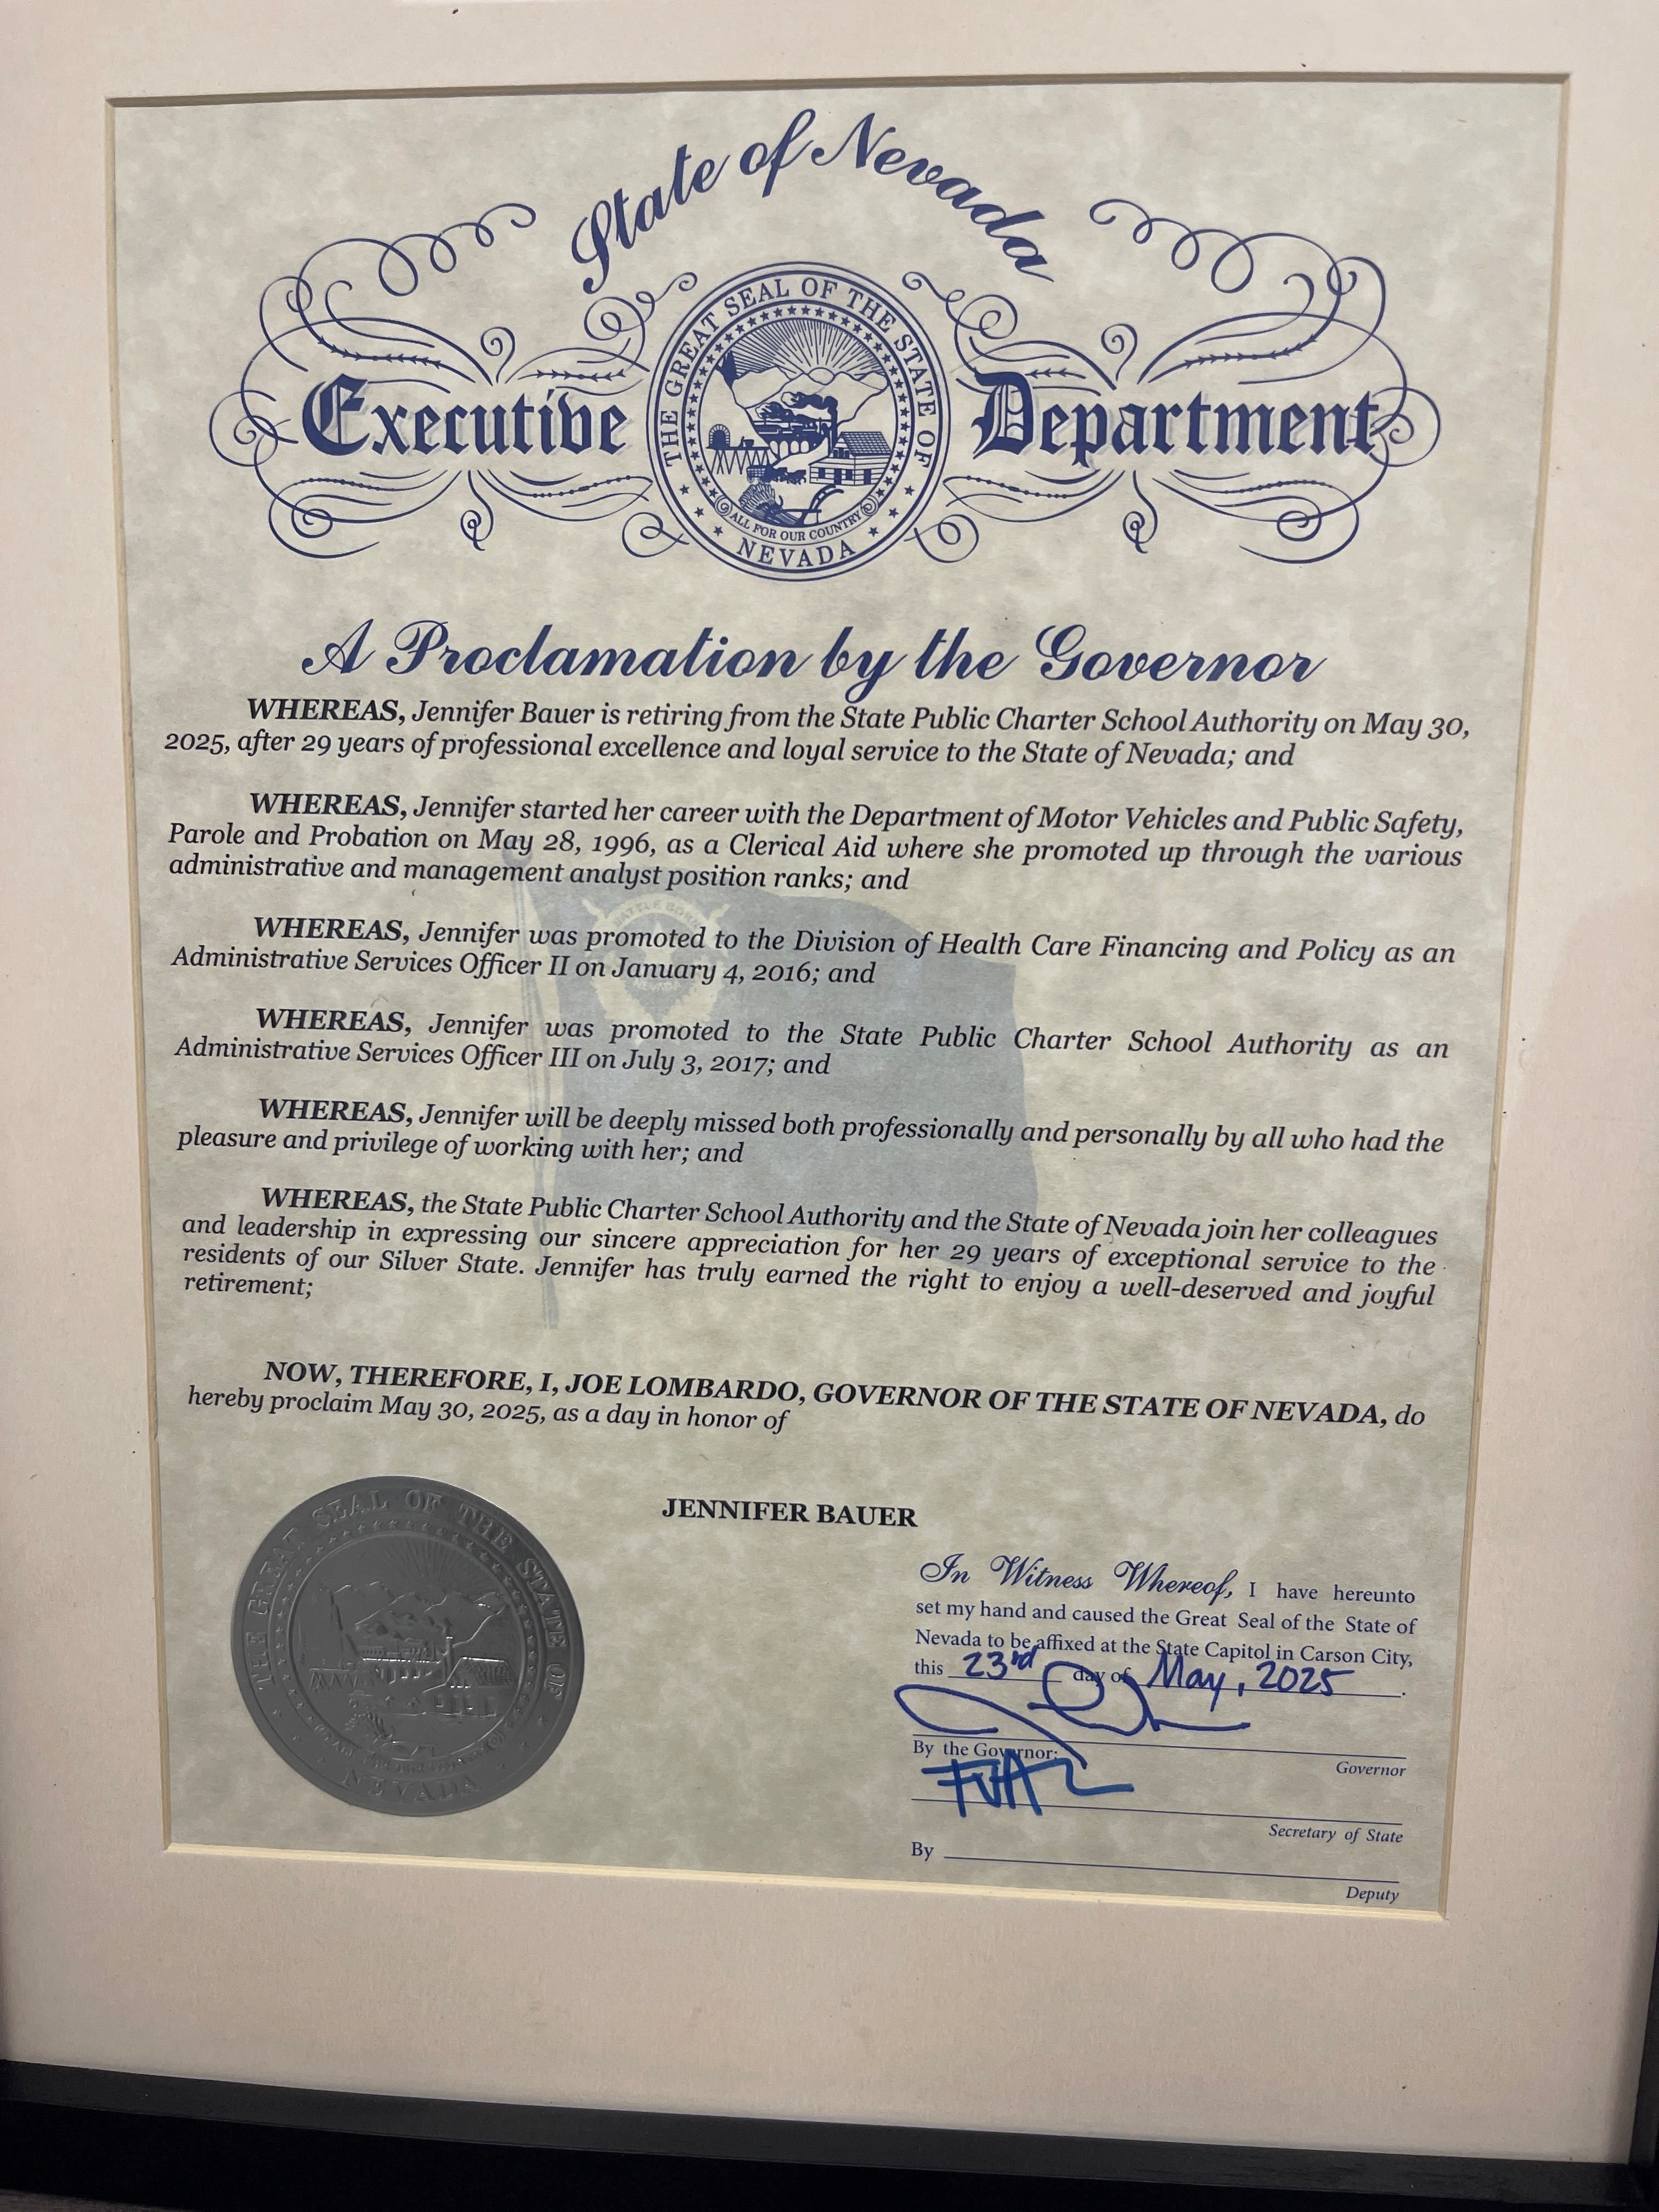 State of Nevada
Executive Department
THE GREAT SEAL OF THE STATE OF
ALL FOR OUR COUNTRY
NEVADA
A Proclamation by the Governor
WHEREAS, Jennifer Bauer is retiring from the State Public Charter School Authority on May 30,
2025, after 29 years of professional excellence and loyal service to the State of Nevada; and
WHEREAS, Jennifer started her career with the Department of Motor Vehicles and Public Safety,
Parole and Probation on May 28, 1996, as a Clerical Aid where she promoted up through the various
administrative and management analyst position ranks; and
BATTLE BORN
NEVADA
WHEREAS, Jennifer was promoted to the Division of Health Care Financing and Policy as an
Administrative Services Officer II on January 4, 2016; and
WHEREAS, Jennifer was promoted to the State Public Charter School Authority as an
Administrative Services Officer III on July 3, 2017; and
WHEREAS, Jennifer will be deeply missed both professionally and personally by all who had the
pleasure and privilege of working with her; and
WHEREAS, the State Public Charter School Authority and the State of Nevada join her colleagues
and leadership in expressing our sincere appreciation for her 29 years of exceptional service to the
residents of our Silver State. Jennifer has truly earned the right to enjoy a well-deserved and joyful
retirement;
NOW, THEREFORE, I, JOE LOMBARDO, GOVERNOR OF THE STATE OF NEVADA, do
hereby proclaim May 30, 2025, as a day in honor of
JENNIFER BAUER
THE GREAT SEAL OF THE STATE OF
NEVADA
In Witness Whereof, I have hereunto
set my hand and caused the Great Seal of the State of
Nevada to be affixed at the State Capitol in Carson City,
this 23rd day of May, 2025.
Governor
By the Governor:
Secretary of State
By
Deputy